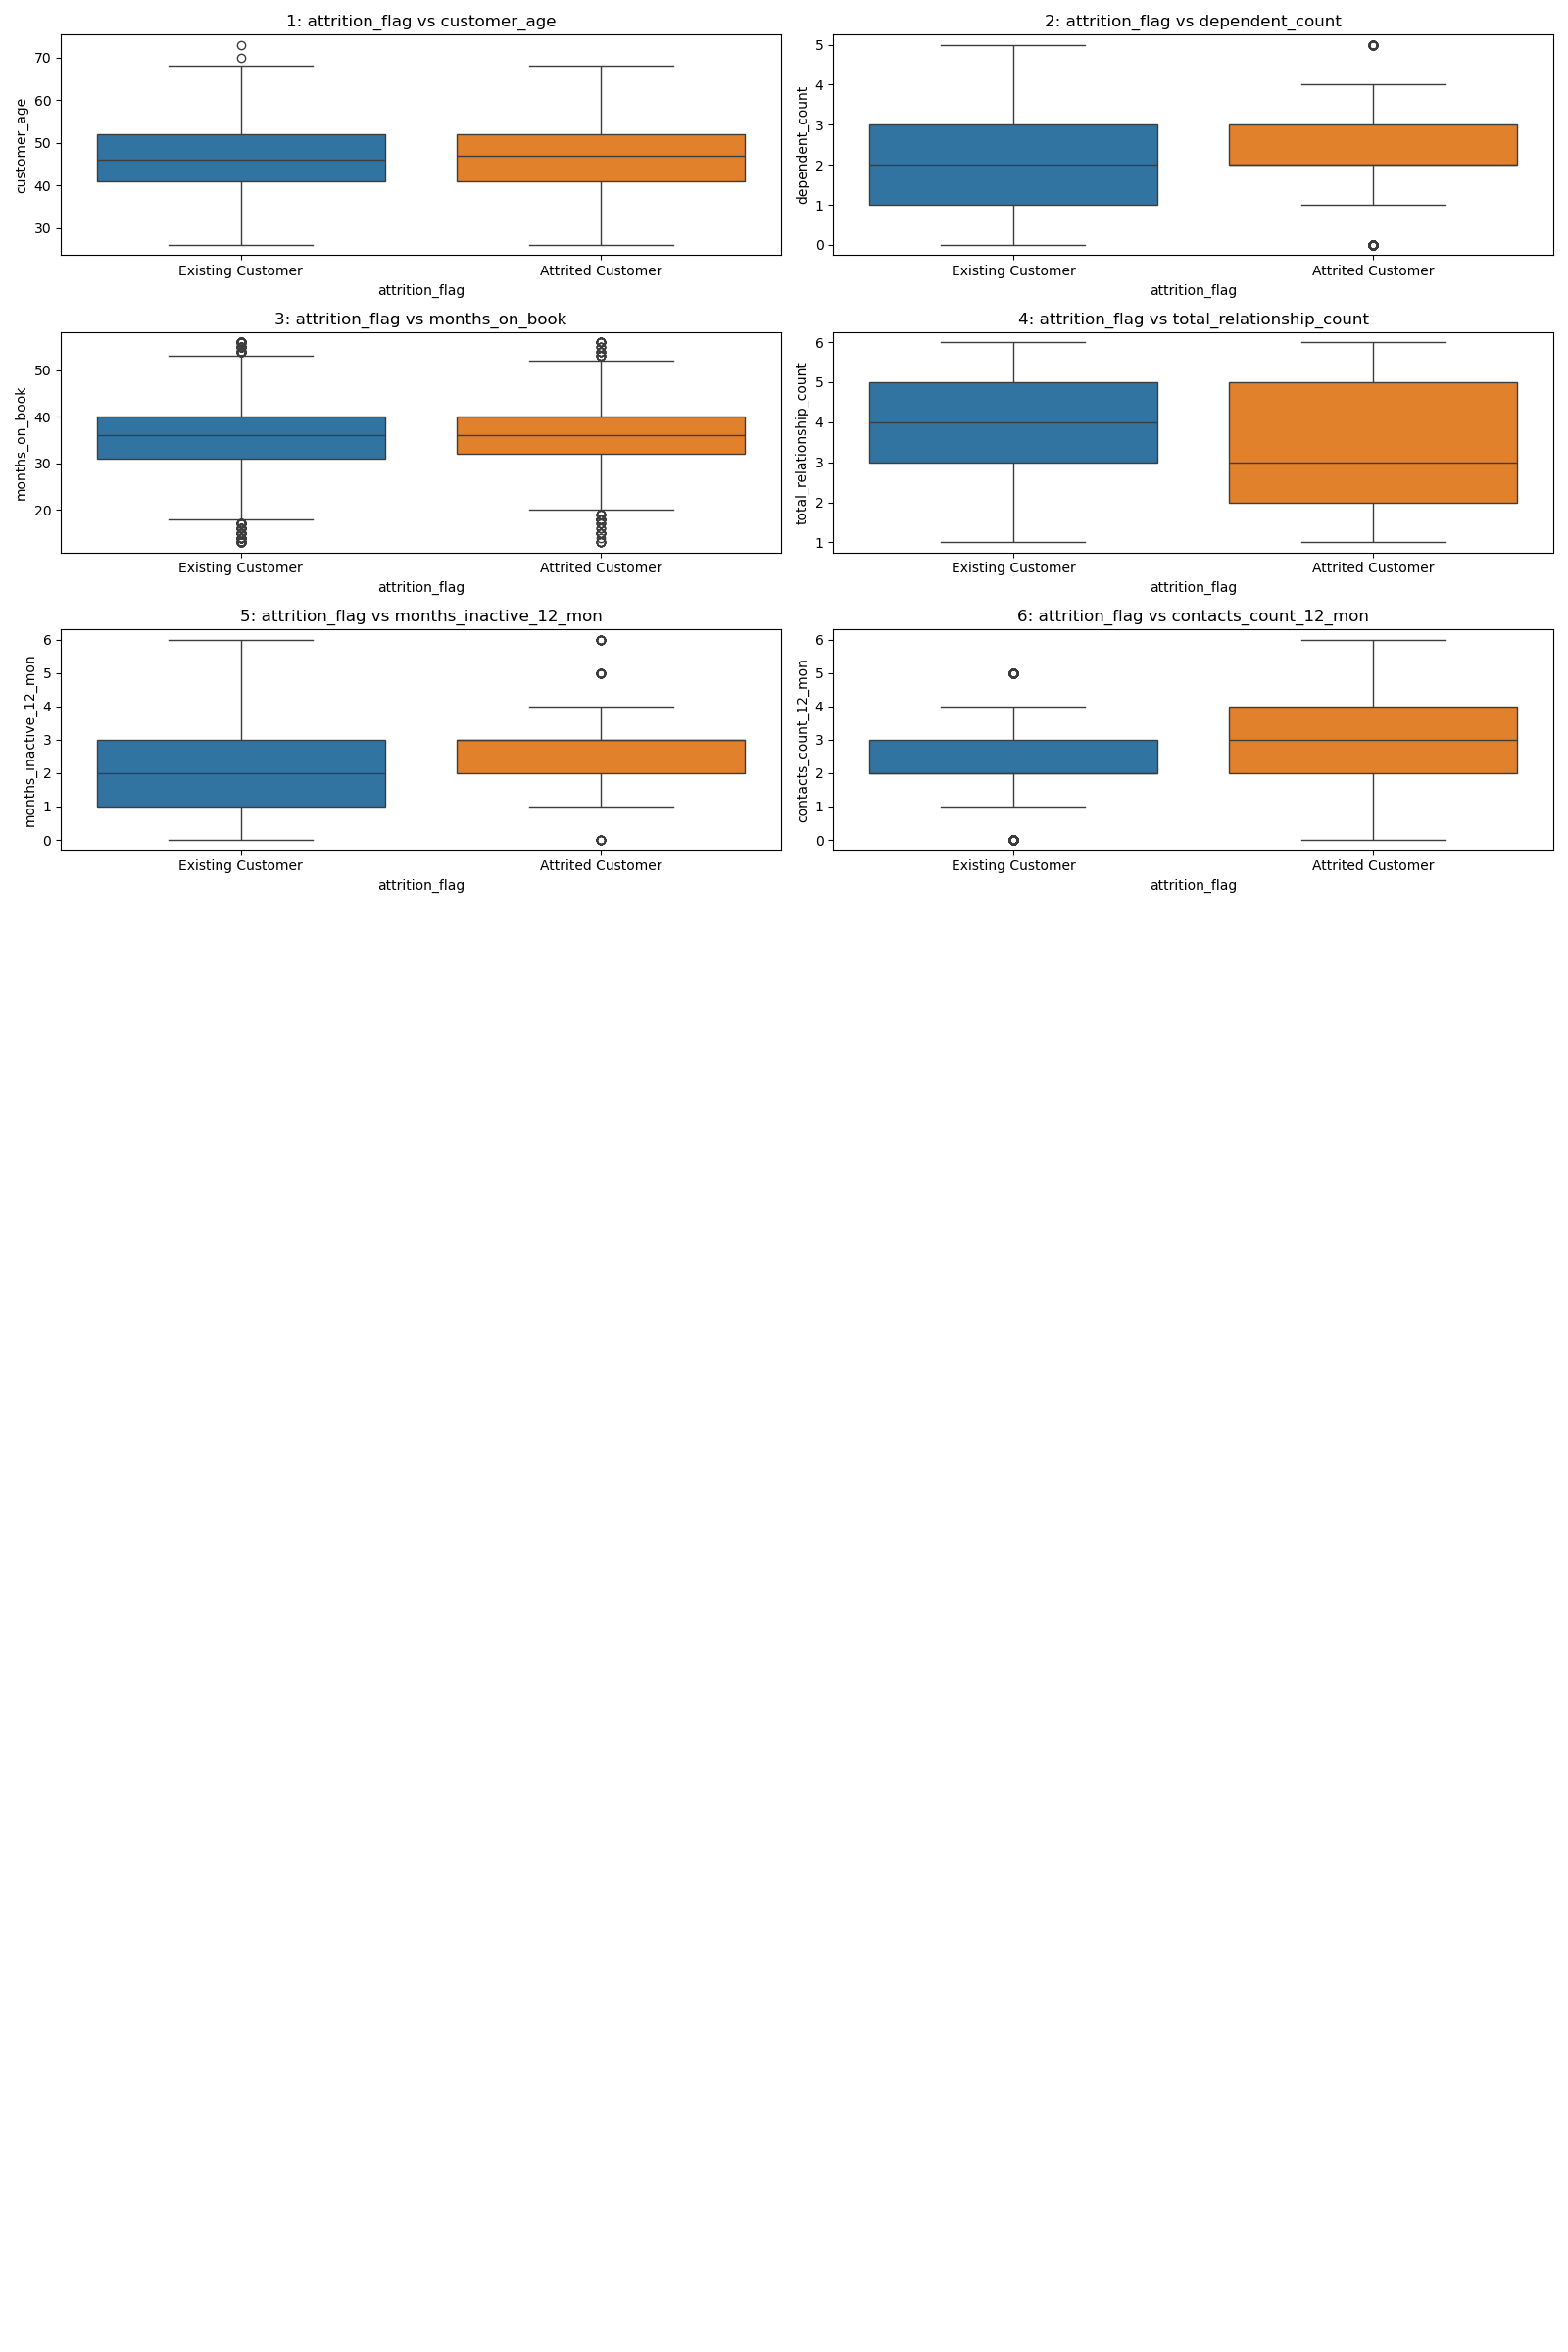 1: attrition_flag vs customer_age
customer_age
70
60
50
40
30
Existing Customer
Attrited Customer
attrition_flag
2: attrition_flag vs dependent_count
dependent_count
5
4
3
2
1
0
Existing Customer
Attrited Customer
attrition_flag
3: attrition_flag vs months_on_book
months_on_book
50
40
30
20
Existing Customer
Attrited Customer
attrition_flag
4: attrition_flag vs total_relationship_count
total_relationship_count
6
5
4
3
2
1
Existing Customer
Attrited Customer
attrition_flag
5: attrition_flag vs months_inactive_12_mon
months_inactive_12_mon
6
5
4
3
2
1
0
Existing Customer
Attrited Customer
attrition_flag
6: attrition_flag vs contacts_count_12_mon
contacts_count_12_mon
6
5
4
3
2
1
0
Existing Customer
Attrited Customer
attrition_flag